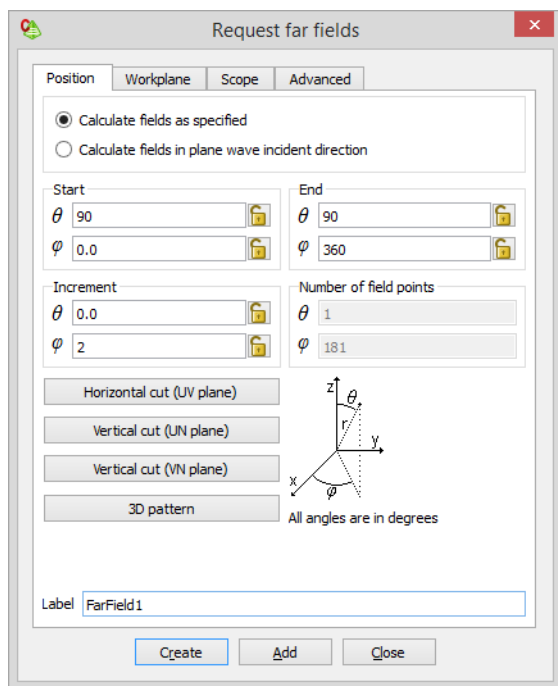 Request far fields
Position Workplane Scope Advanced
Calculate fields as specified
Calculate fields in plane wave incident direction
Start
θ 90
φ 0.0
End
θ 90
φ 360
Increment
θ 0.0
φ 2
Number of field points
θ 1
φ 181
Horizontal cut (UV plane)
Vertical cut (UN plane)
Vertical cut (VN plane)
3D pattern
z θ
r
y
x
φ
All angles are in degrees
Label FarField1
Create Add Close